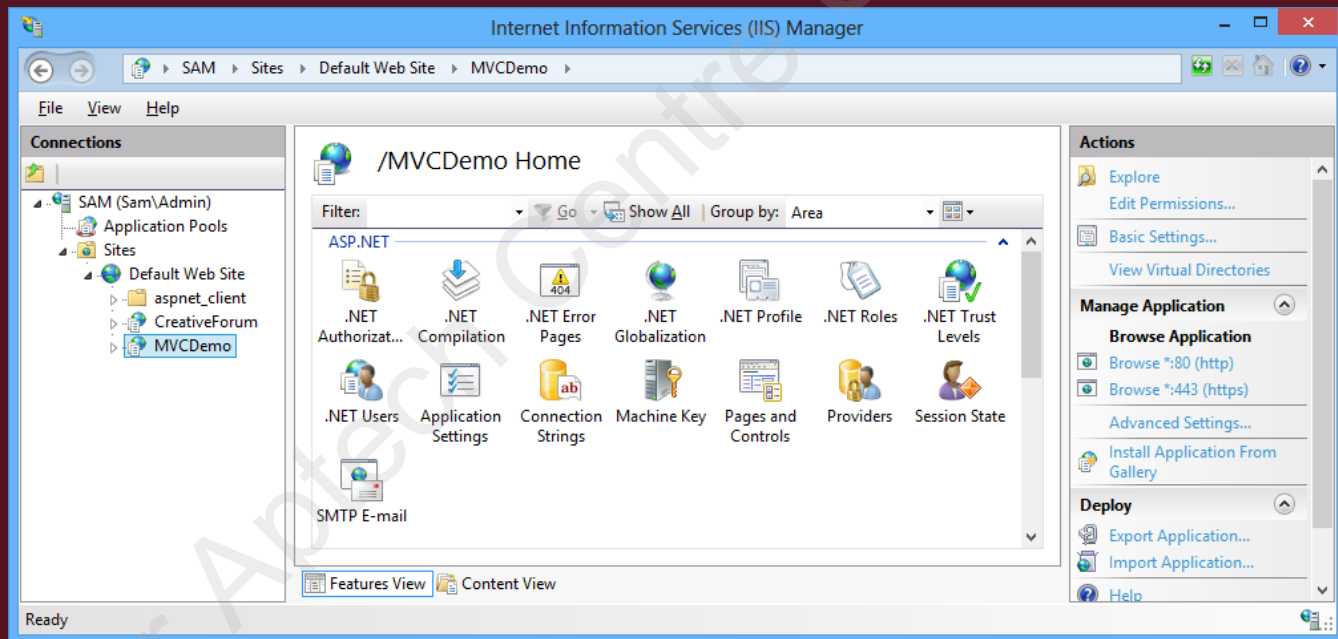 Internet Information Services (IIS) Manager
SAM Sites Default Web Site MVCDemo
File View Help
Connections
SAM (Sam\Admin)
Application Pools
Sites
Default Web Site
aspnet_client
CreativeForum
MVCDemo
/MVCDemo Home
Filter: Go Show All Group by: Area
ASP.NET
.NET Authorizat...
.NET Compilation
404
.NET Error Pages
.NET Globalization
.NET Profile
.NET Roles
.NET Trust Levels
.NET Users
Application Settings
ab
Connection Strings
Machine Key
Pages and Controls
Providers
Session State
SMTP E-mail
Features View Content View
Actions
Explore
Edit Permissions...
Basic Settings...
View Virtual Directories
Manage Application
Browse Application
Browse *:80 (http)
Browse *:443 (https)
Advanced Settings...
Install Application From
Gallery
Deploy
Export Application...
Import Application...
Help
Ready
Aptech Centre